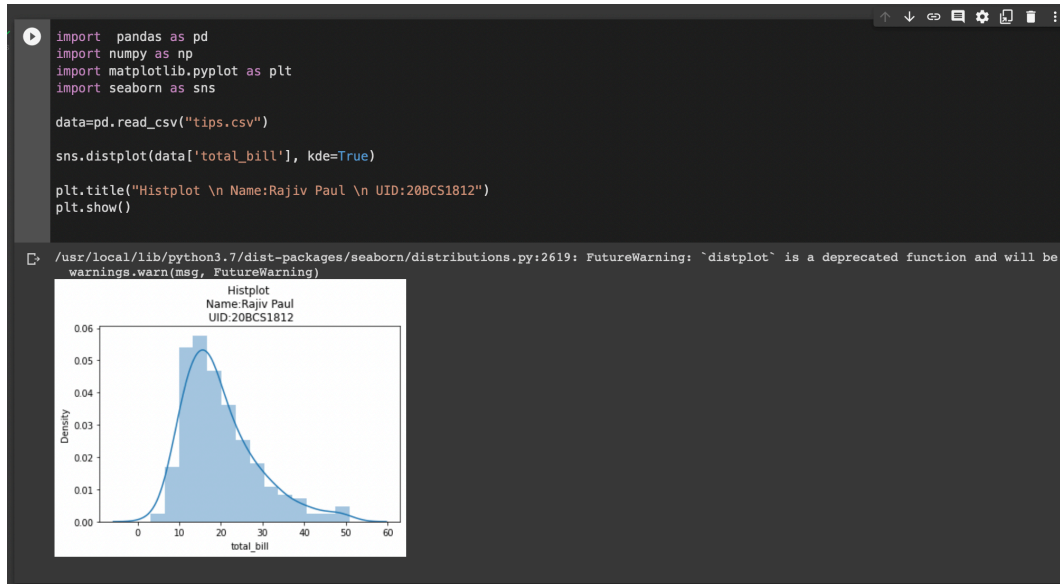 import  pandas as pd
import numpy as np
import matplotlib.pyplot as plt
import seaborn as sns
data=pd.read_csv("tips.csv")
sns.distplot(data['total_bill'], kde=True)
plt.title("Histplot \n Name:Rajiv Paul \n UID:20BCS1812")
plt.show()
/usr/local/lib/python3.7/dist-packages/seaborn/distributions.py:2619: FutureWarning: `distplot` is a deprecated function and will be
warnings.warn(msg, FutureWarning)
Histplot
Name:Rajiv Paul
UID:20BCS1812
0.06
0.05
0.04
0.03
0.02
0.01
0.00
Density
0 10 20 30 40 50 60
total_bill